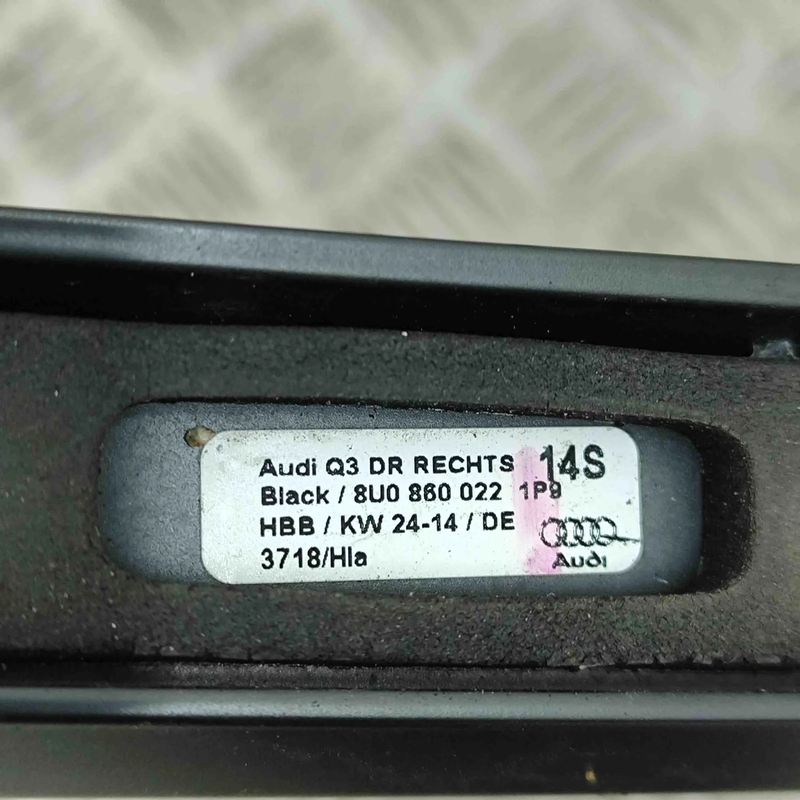 Audi Q3 DR RECHTS 14S
Black / 8U0 860 022 1P9
HBB / KW 24-14 / DE
3718/Hla
Audi